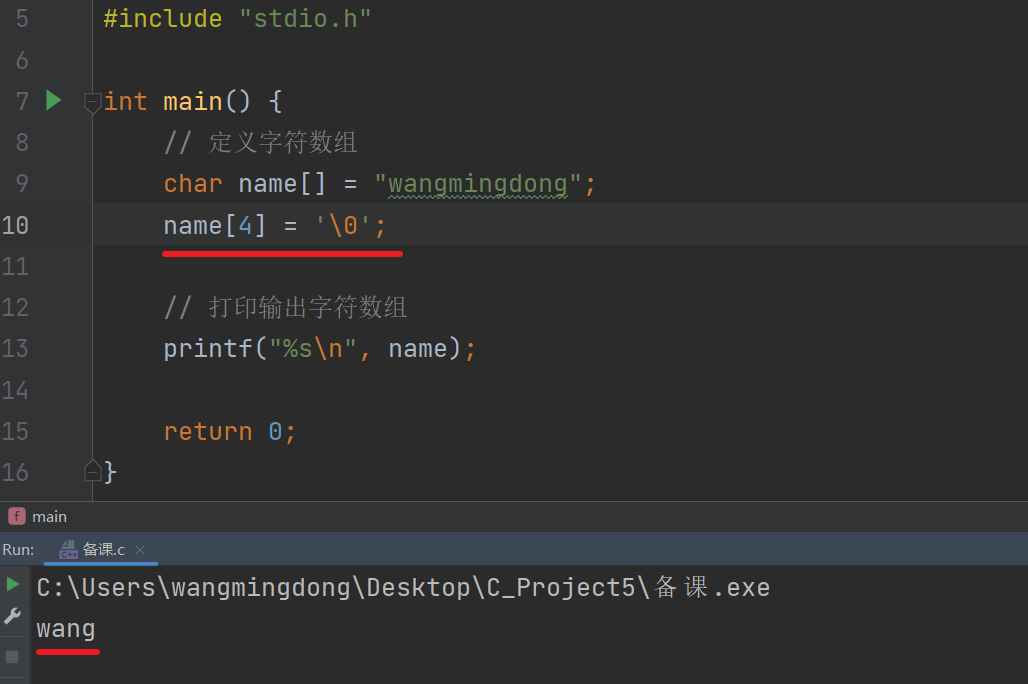 5 #include "stdio.h"
6
7 int main() {
8 // 定义字符数组
9 char name[] = "wangmingdong";
10 name[4] = '\0';
11
12 // 打印输出字符数组
13 printf("%s\n", name);
14
15 return 0;
16 }
f main
Run: C++ 备课.c ×
C:\Users\wangmingdong\Desktop\C_Project5\备课.exe
wang